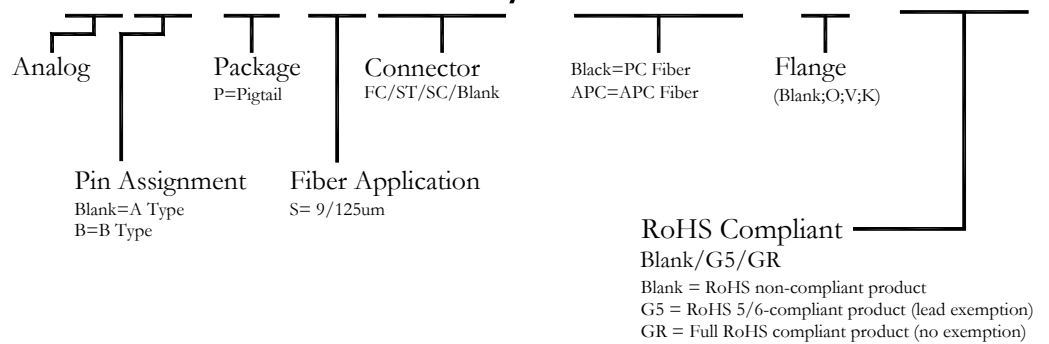 Analog
Package
P=Pigtail
Connector
FC/ST/SC/Blank
Black=PC Fiber
APC=APC Fiber
Flange
(Blank;O;V;K)
Pin Assignment
Blank=A Type
B=B Type
Fiber Application
S= 9/125um
RoHS Compliant
Blank/G5/GR
Blank = RoHS non-compliant product
G5 = RoHS 5/6-compliant product (lead exemption)
GR = Full RoHS compliant product (no exemption)